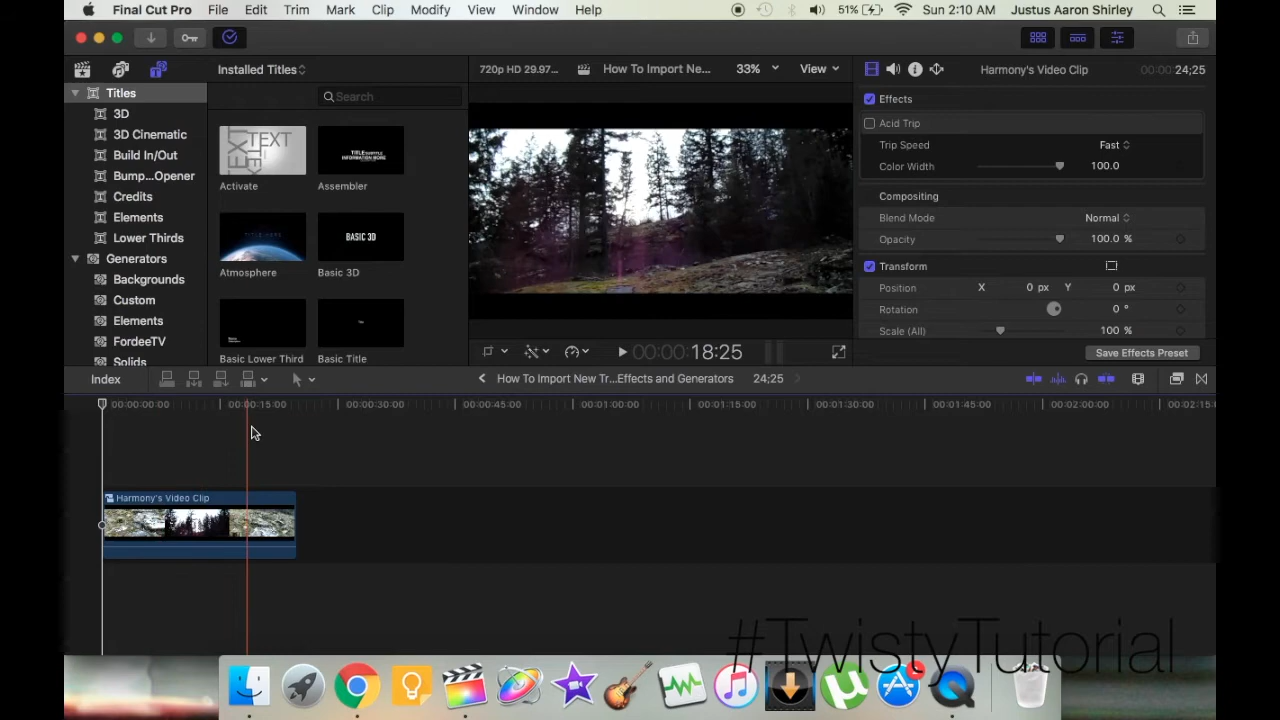 Final Cut Pro File Edit Trim Mark Clip Modify View Window Help 51% Sun 2:10 AM Justus Aaron Shirley
Installed Titles
720p HD 29.97... How To Import Ne... 33% View
Harmony's Video Clip 00:00:24;25
Titles
3D
3D Cinematic
Build In/Out
Bump...Opener
Credits
Elements
Lower Thirds
Generators
Backgrounds
Custom
Elements
FordeeTV
Solids
Search
Activate
Assembler
Atmosphere
BASIC 3D
Basic 3D
Basic Lower Third
Basic Title
00:00:18:25
Effects
Acid Trip
Trip Speed Fast
Color Width 100.0
Compositing
Blend Mode Normal
Opacity 100.0 %
Transform
Position X 0 px Y 0 px
Rotation 0 °
Scale (All) 100 %
Save Effects Preset
Index
How To Import New Tr...Effects and Generators 24;25
00:00:00:00 00:00:15:00 00:00:30:00 00:00:45:00 00:01:00:00 00:01:15:00 00:01:30:00 00:01:45:00 00:02:00:00 00:02:15:0
Harmony's Video Clip
#TwistyTutorial